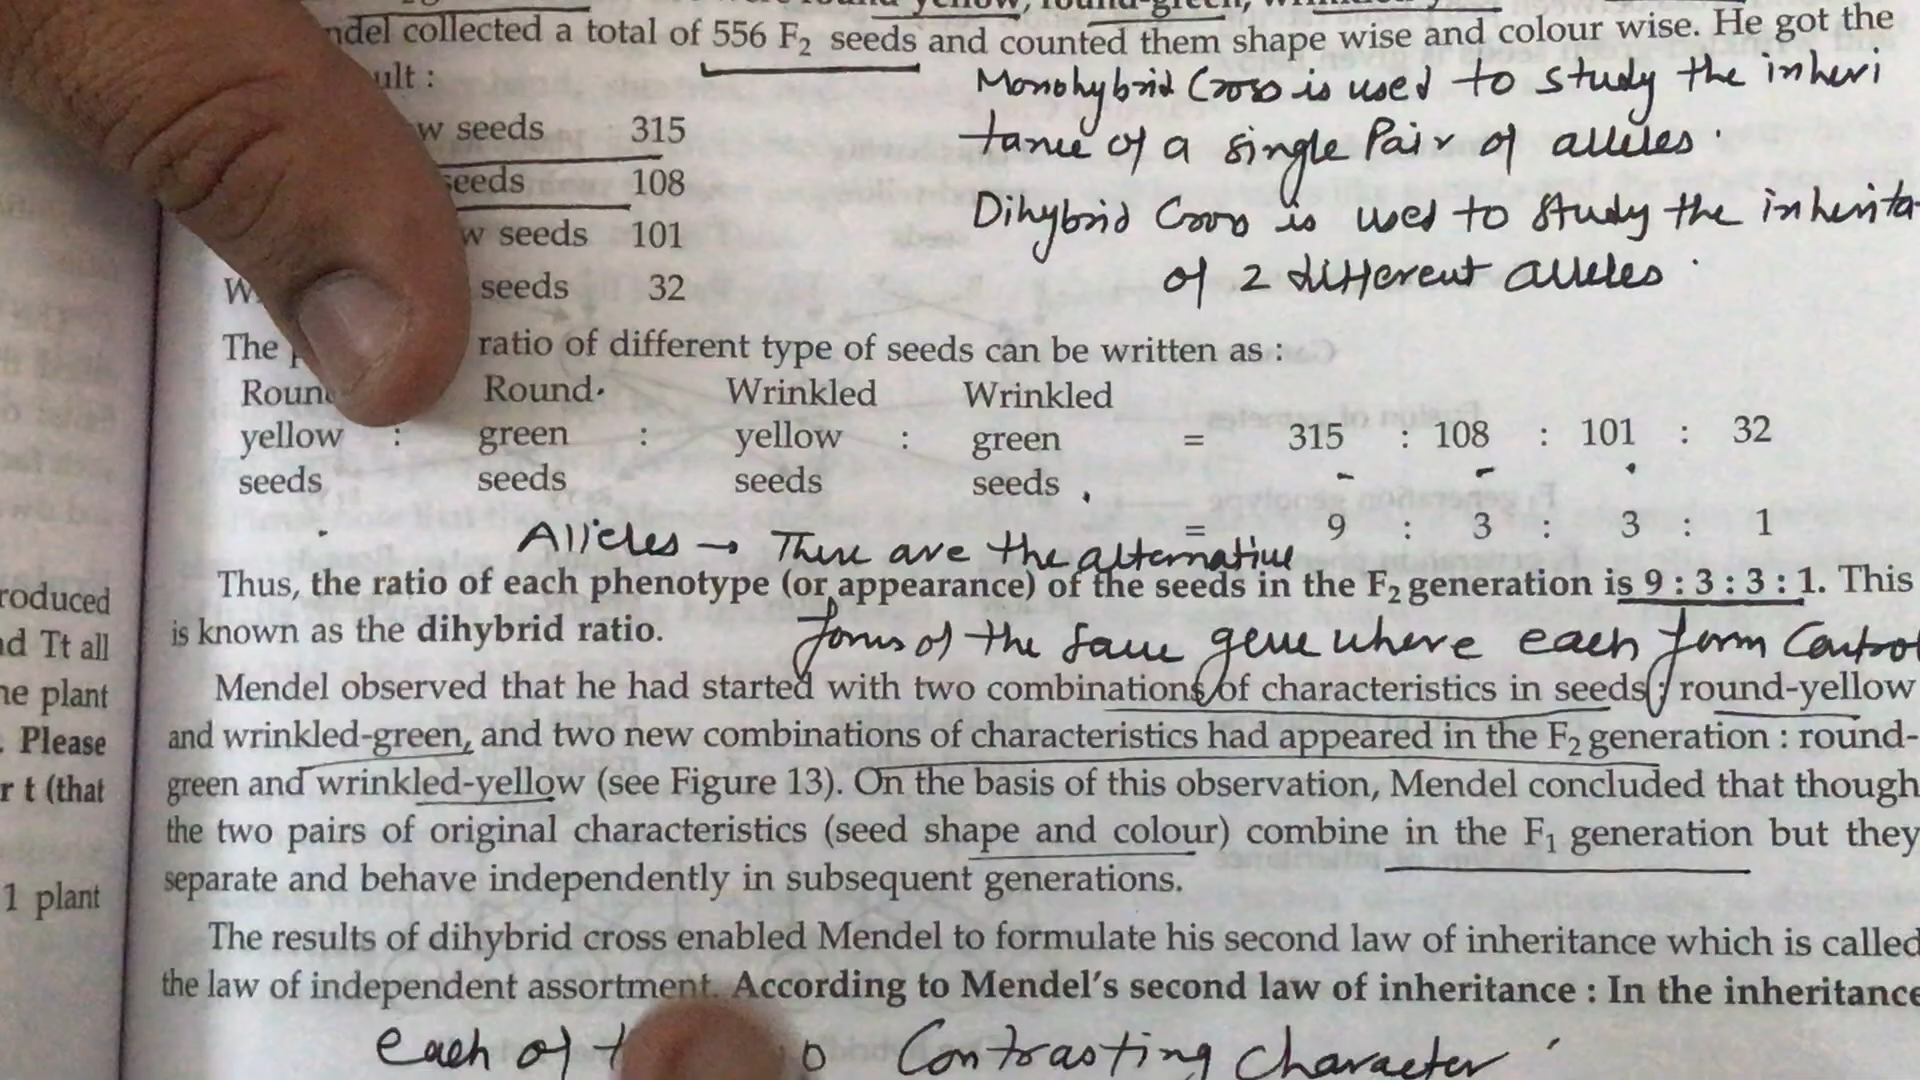 ndel collected a total of 556 F₂ seeds and counted them shape wise and colour wise. He got the
ult :
Monohybrid Cross is used to study the inheri
w seeds 315
tance of a single Pair of alleles.
seeds 108
Dihybrid Cross is used to study the inherita-
w seeds 101
of 2 different alleles.
W seeds 32
The ratio of different type of seeds can be written as :
Round Round Wrinkled Wrinkled
yellow : green : yellow : green = 315 : 108 : 101 : 32
seeds seeds seeds seeds
= 9 : 3 : 3 : 1
Alleles → These are the alternative
Thus, the ratio of each phenotype (or appearance) of the seeds in the F₂ generation is 9 : 3 : 3 : 1. This
is known as the dihybrid ratio.
forms of the same gene where each form Control
Mendel observed that he had started with two combinations of characteristics in seeds : round-yellow
and wrinkled-green, and two new combinations of characteristics had appeared in the F₂ generation : round-
green and wrinkled-yellow (see Figure 13). On the basis of this observation, Mendel concluded that though
the two pairs of original characteristics (seed shape and colour) combine in the F₁ generation but they
separate and behave independently in subsequent generations.
The results of dihybrid cross enabled Mendel to formulate his second law of inheritance which is called
the law of independent assortment. According to Mendel's second law of inheritance : In the inheritance
each of Contrasting character
roduced
d Tt all
ne plant
. Please
r t (that
1 plant